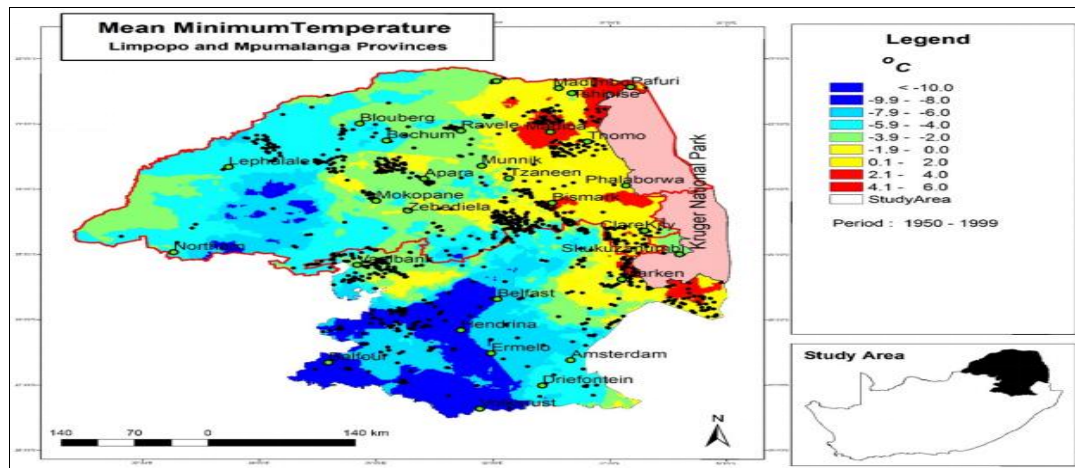 Mean MinimumTemperature
Limpopo and Mpumalanga Provinces
Legend
°C
< -10.0
-9.9 - -8.0
-7.9 - -6.0
-5.9 - -4.0
-3.9 - -2.0
-1.9 - 0.0
0.1 - 2.0
2.1 - 4.0
4.1 - 6.0
StudyArea
Period : 1950 - 1999
Pafuri
Tshipise
Blouberg
Ravele
Bochum
Thomo
Lephalale
Munnik
Apara
Tzaneen
Phalaborwa
Mokopane
Zebediela
Kruger National Park
Skukuza
Belfast
Hendrina
Ermelo
Balfour
Amsterdam
Driefontein
140 70 0 140 km
N
Study Area